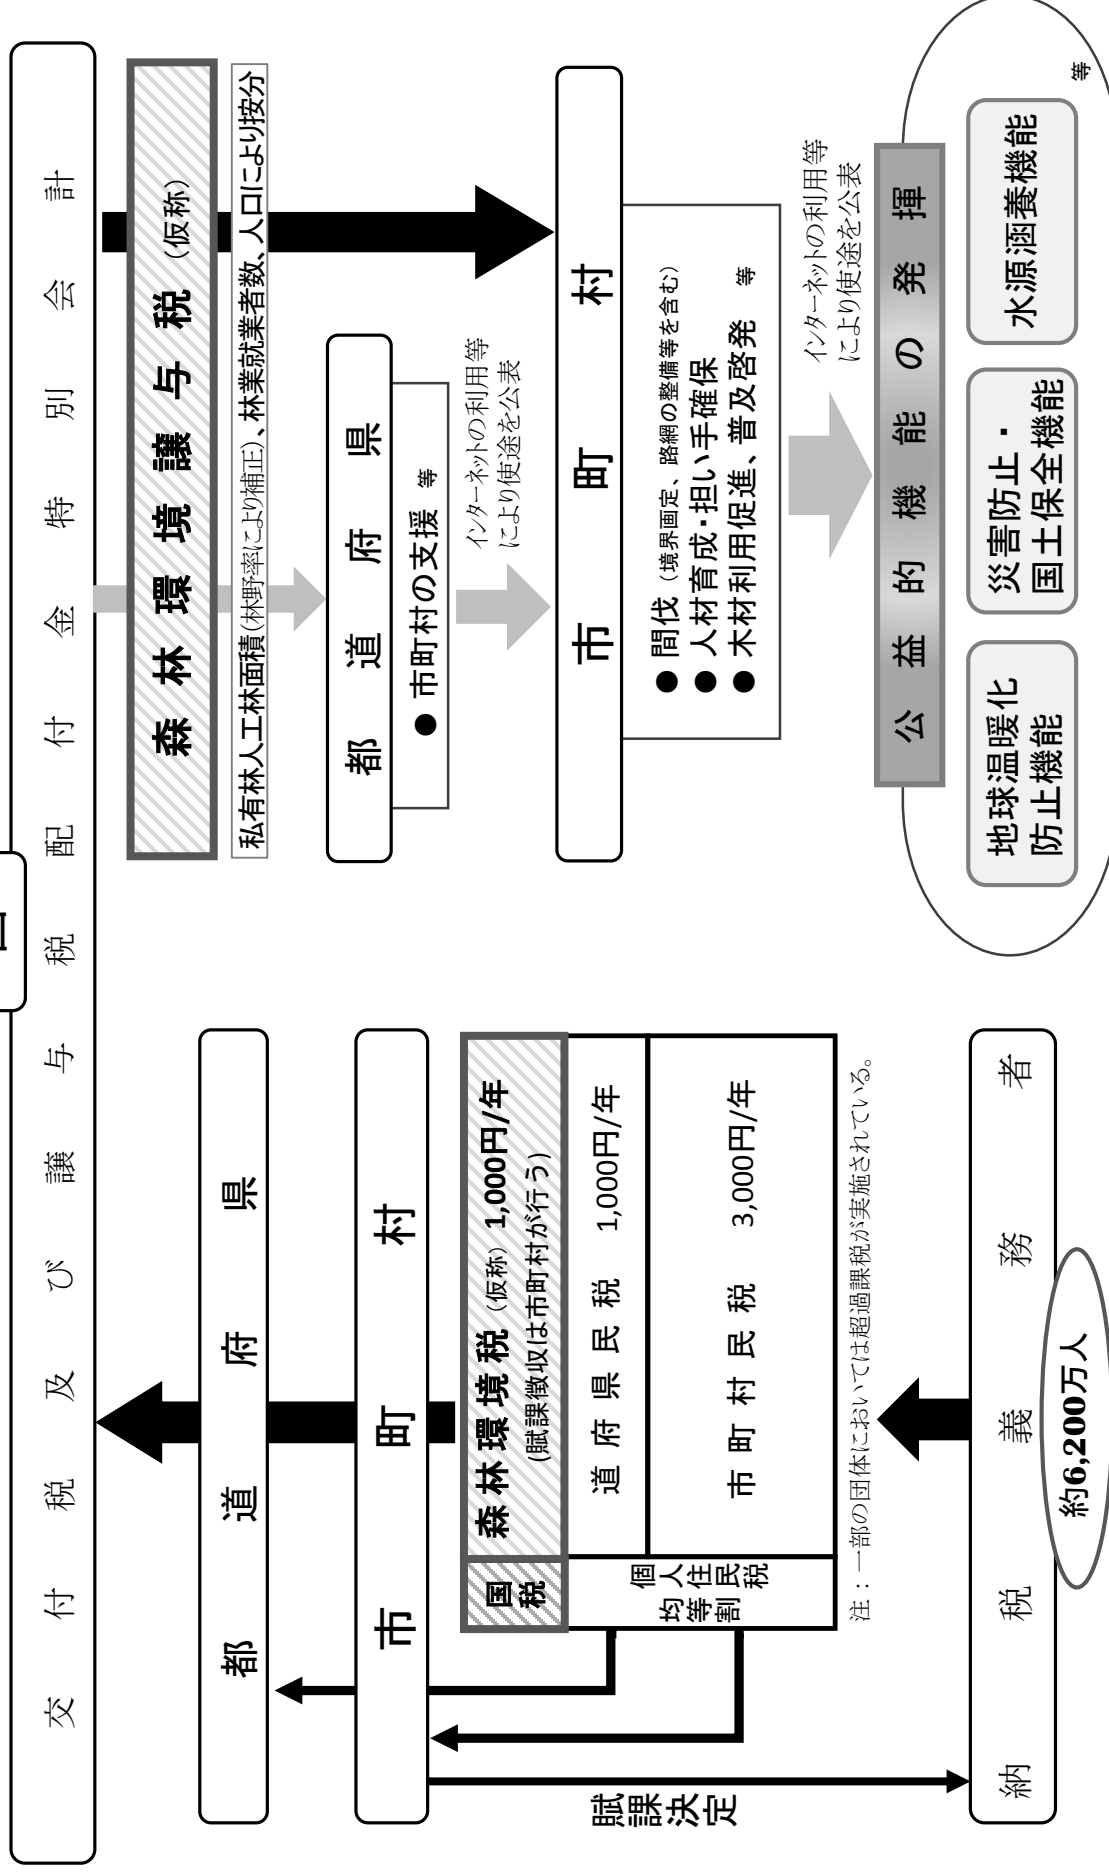 交付税及び譲与税配付金特別会計
都道府県
市町村
国税
森林環境税（仮称）1,000円/年
(賦課徴収は市町村が行う)
個人住民税
均等割
道府県民税 1,000円/年
市町村民税 3,000円/年
注：一部の団体においては超過課税が実施されている。
賦課決定
納税義務者
約6,200万人
森林環境譲与税（仮称）
私有林人工林面積(林野率により補正)、林業就業者数、人口により按分
都道府県
● 市町村の支援 等
インターネットの利用等
により使途を公表
市町村
● 間伐（境界画定、路網の整備等を含む）
● 人材育成・担い手確保
● 木材利用促進、普及啓発 等
インターネットの利用等
により使途を公表
公益的機能の発揮
地球温暖化
防止機能
災害防止・
国土保全機能
水源涵養機能
等